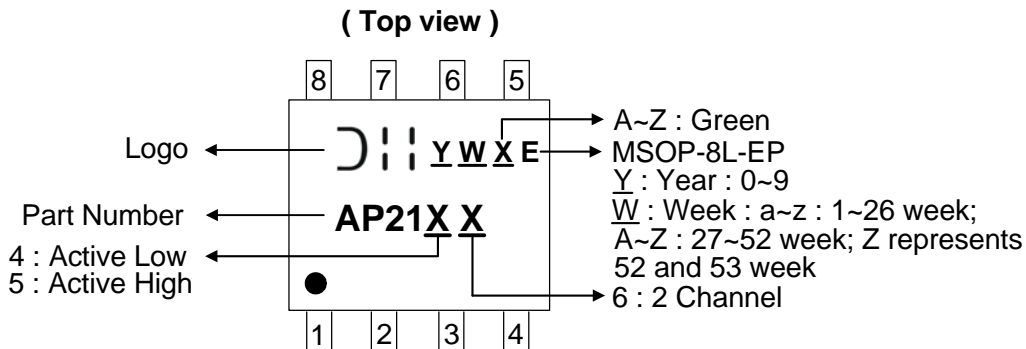 ( Top view )
8 7 6 5
Logo
Y W X E
A~Z : Green
MSOP-8L-EP
Y : Year : 0~9
W : Week : a~z : 1~26 week;
A~Z : 27~52 week; Z represents
52 and 53 week
Part Number
AP21X X
4 : Active Low
5 : Active High
6 : 2 Channel
1 2 3 4